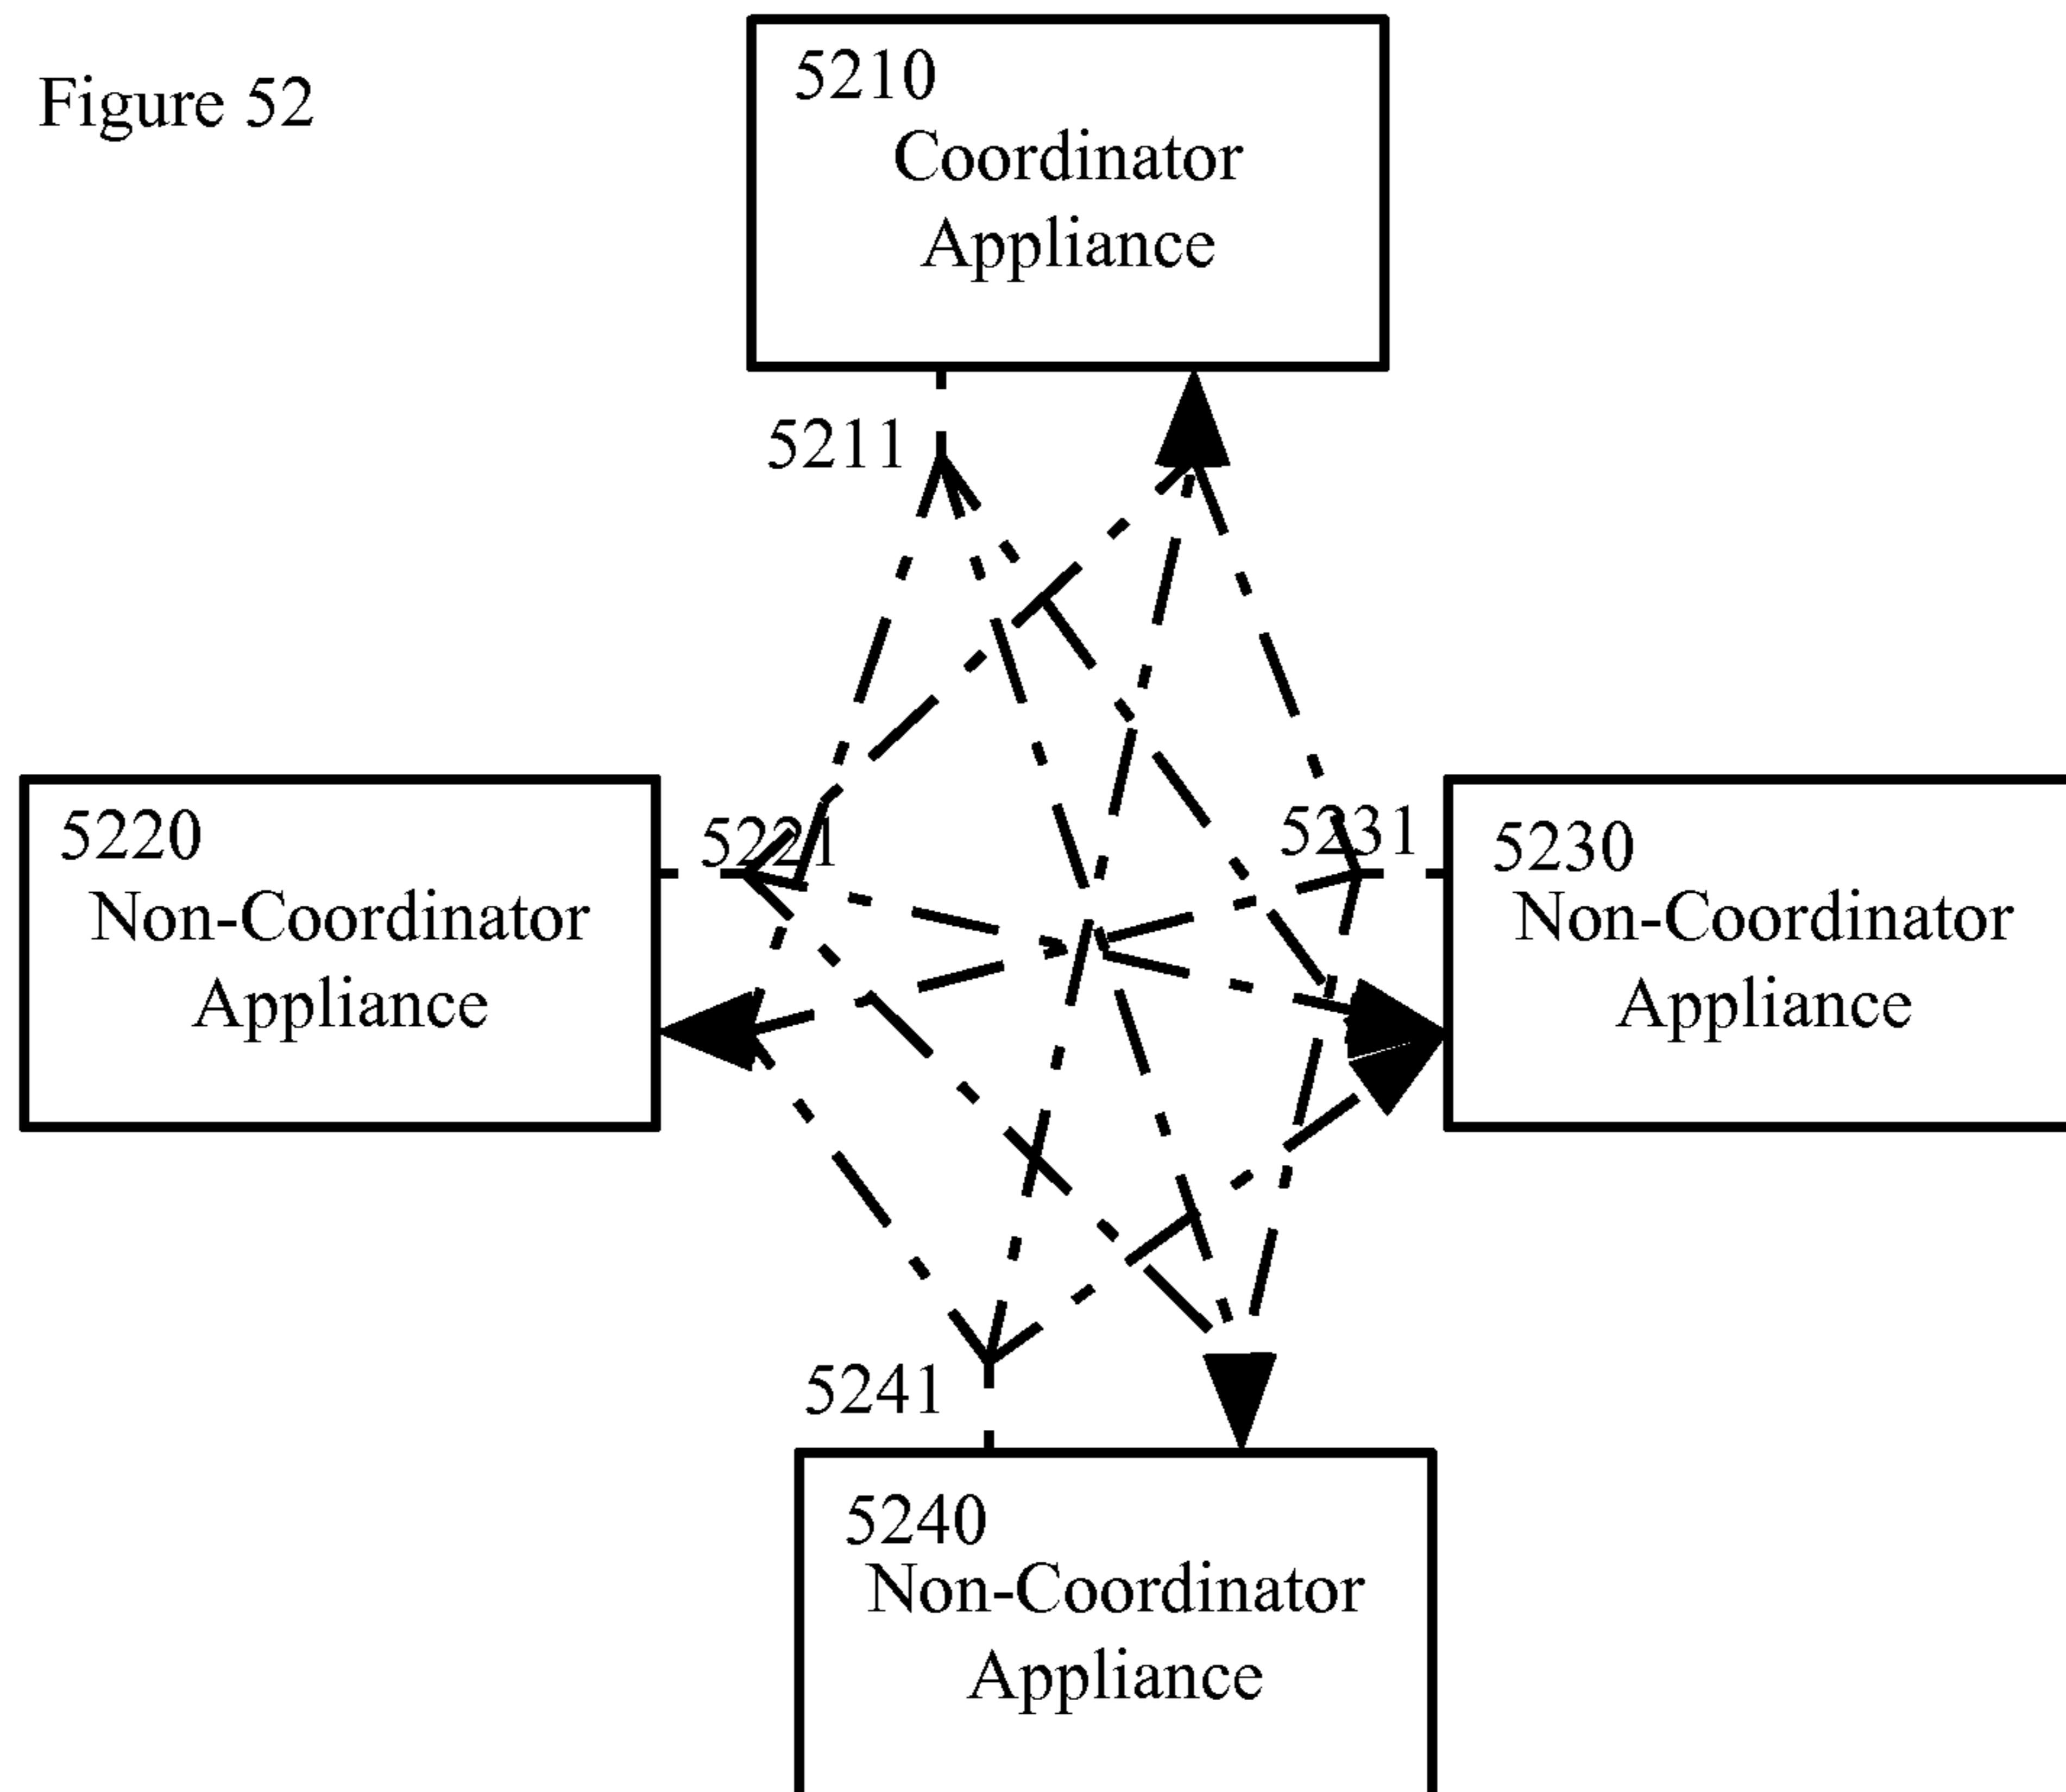 Figure 52
5210
Coordinator
Appliance
5211
5220
Non-Coordinator
Appliance
5221
5231
5230
Non-Coordinator
Appliance
5241
5240
Non-Coordinator
Appliance